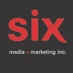 six
media + marketing inc.